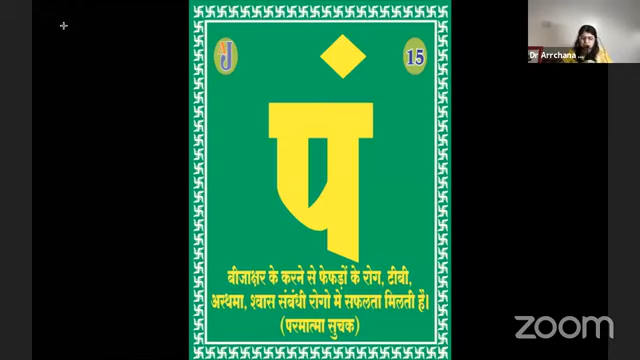 J
15
Dr Arrchana ...
पं
बीजाक्षर के करने से फेफड़ों के रोग, टीबी,
अस्थमा, श्वास संबंधी रोगो मे सफलता मिलती हैं।
(परमात्मा सुचक)
zoom